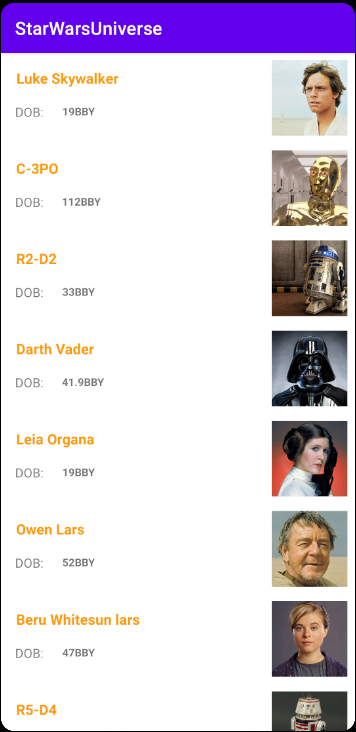 StarWarsUniverse
Luke Skywalker
DOB: 19BBY
C-3PO
DOB: 112BBY
R2-D2
DOB: 33BBY
Darth Vader
DOB: 41.9BBY
Leia Organa
DOB: 19BBY
Owen Lars
DOB: 52BBY
Beru Whitesun lars
DOB: 47BBY
R5-D4